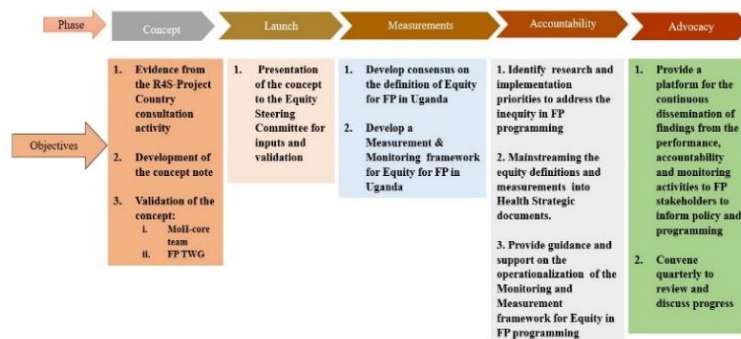 Phase
Concept
Launch
Measurements
Accountability
Advocacy
Objectives
1. Evidence from
the R4S-Project
Country
consultation
activity
2. Development of
the concept note
3. Validation of the
concept:
i. MoH-core
team
ii. FP TWG
1. Presentation
of the concept
to the Equity
Steering
Committee for
inputs and
validation
1. Develop consensus on
the definition of Equity
for FP in Uganda
2. Develop a
Measurement &
Monitoring framework
for Equity for FP in
Uganda
1. Identify research and
implementation
priorities to address the
inequity in FP
programming
2. Mainstreaming the
equity definitions and
measurements into
Health Strategic
documents.
3. Provide guidance and
support on the
operationalization of the
Monitoring and
Measurement
framework for Equity in
FP programming
1. Provide a
platform for the
continuous
dissemination of
findings from the
performance,
accountability
and monitoring
activities to FP
stakeholders to
inform policy and
programming
2. Convene
quarterly to
review and
discuss progress